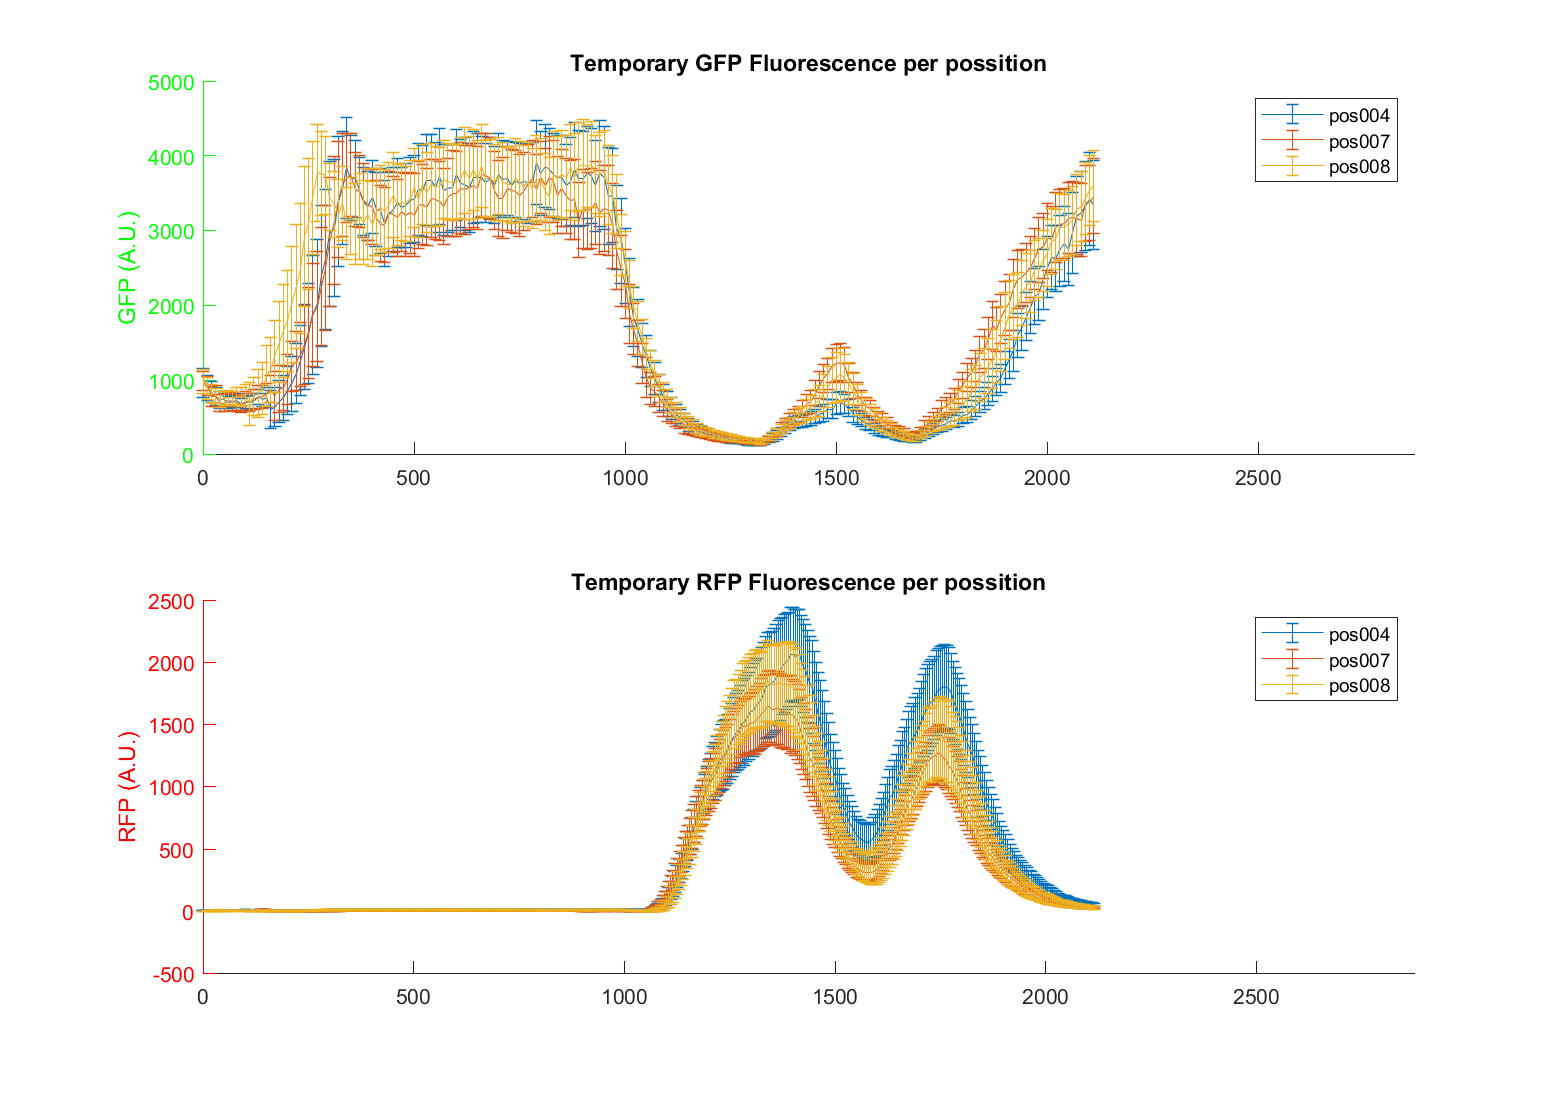 Temporary GFP Fluorescence per possition
5000
4000
3000
2000
1000
0
GFP (A.U.)
0 500 1000 1500 2000 2500
pos004
pos007
pos008
Temporary RFP Fluorescence per possition
2500
2000
1500
1000
500
0
-500
RFP (A.U.)
0 500 1000 1500 2000 2500
pos004
pos007
pos008